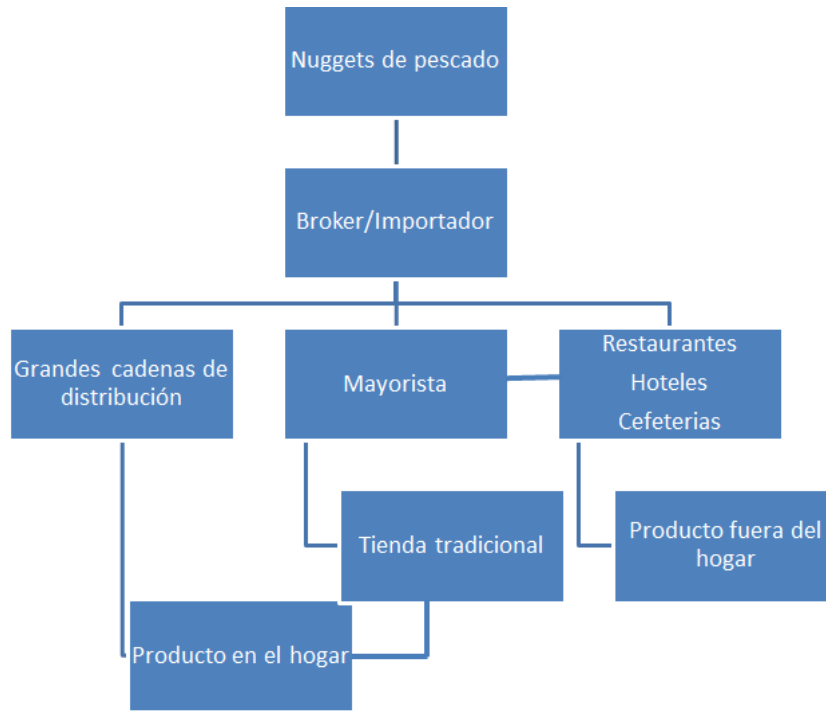 Nuggets de pescado
Broker/Importador
Grandes cadenas de
distribución
Mayorista
Restaurantes
Hoteles
Cefeterias
Tienda tradicional
Producto fuera del
hogar
Producto en el hogar